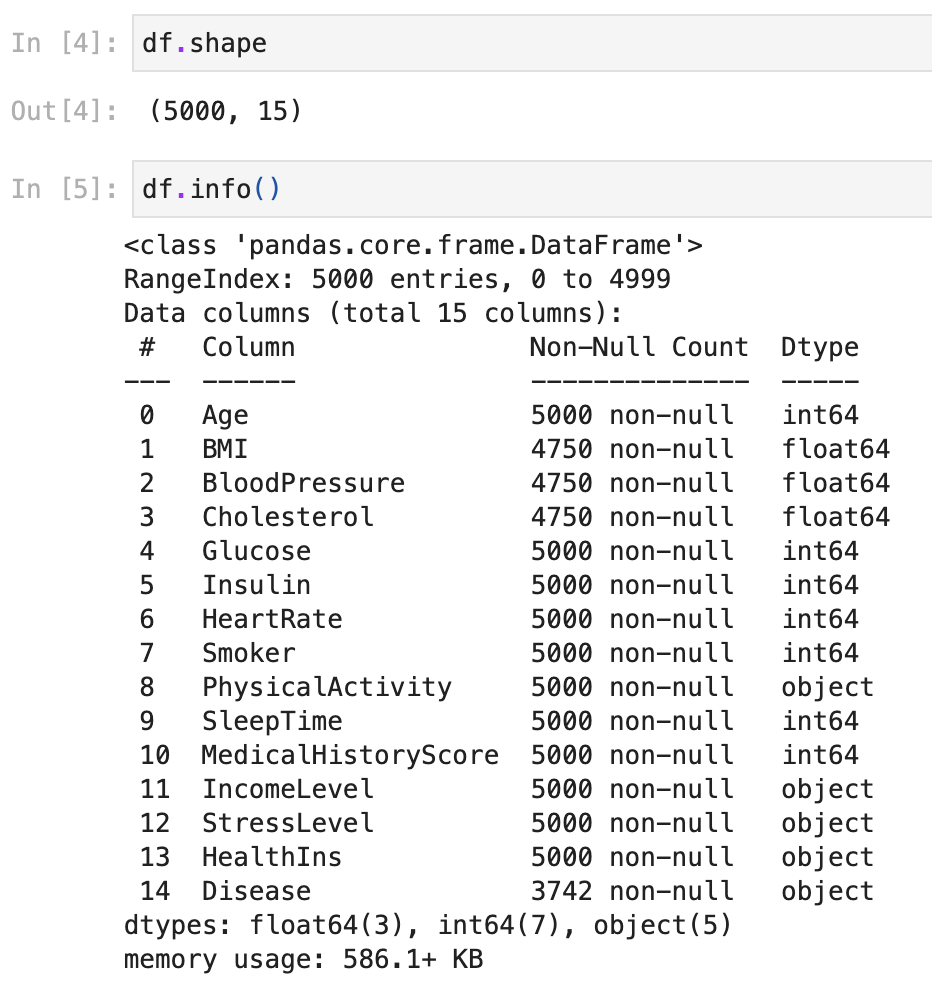 In [4]: df.shape
Out[4]: (5000, 15)
In [5]: df.info()
<class 'pandas.core.frame.DataFrame'>
RangeIndex: 5000 entries, 0 to 4999
Data columns (total 15 columns):
 #   Column               Non-Null Count  Dtype
---  ------               --------------  -----
 0   Age                  5000 non-null   int64
 1   BMI                  4750 non-null   float64
 2   BloodPressure        4750 non-null   float64
 3   Cholesterol          4750 non-null   float64
 4   Glucose              5000 non-null   int64
 5   Insulin              5000 non-null   int64
 6   HeartRate            5000 non-null   int64
 7   Smoker               5000 non-null   int64
 8   PhysicalActivity     5000 non-null   object
 9   SleepTime            5000 non-null   int64
 10  MedicalHistoryScore  5000 non-null   int64
 11  IncomeLevel          5000 non-null   object
 12  StressLevel          5000 non-null   object
 13  HealthIns            5000 non-null   object
 14  Disease              3742 non-null   object
dtypes: float64(3), int64(7), object(5)
memory usage: 586.1+ KB